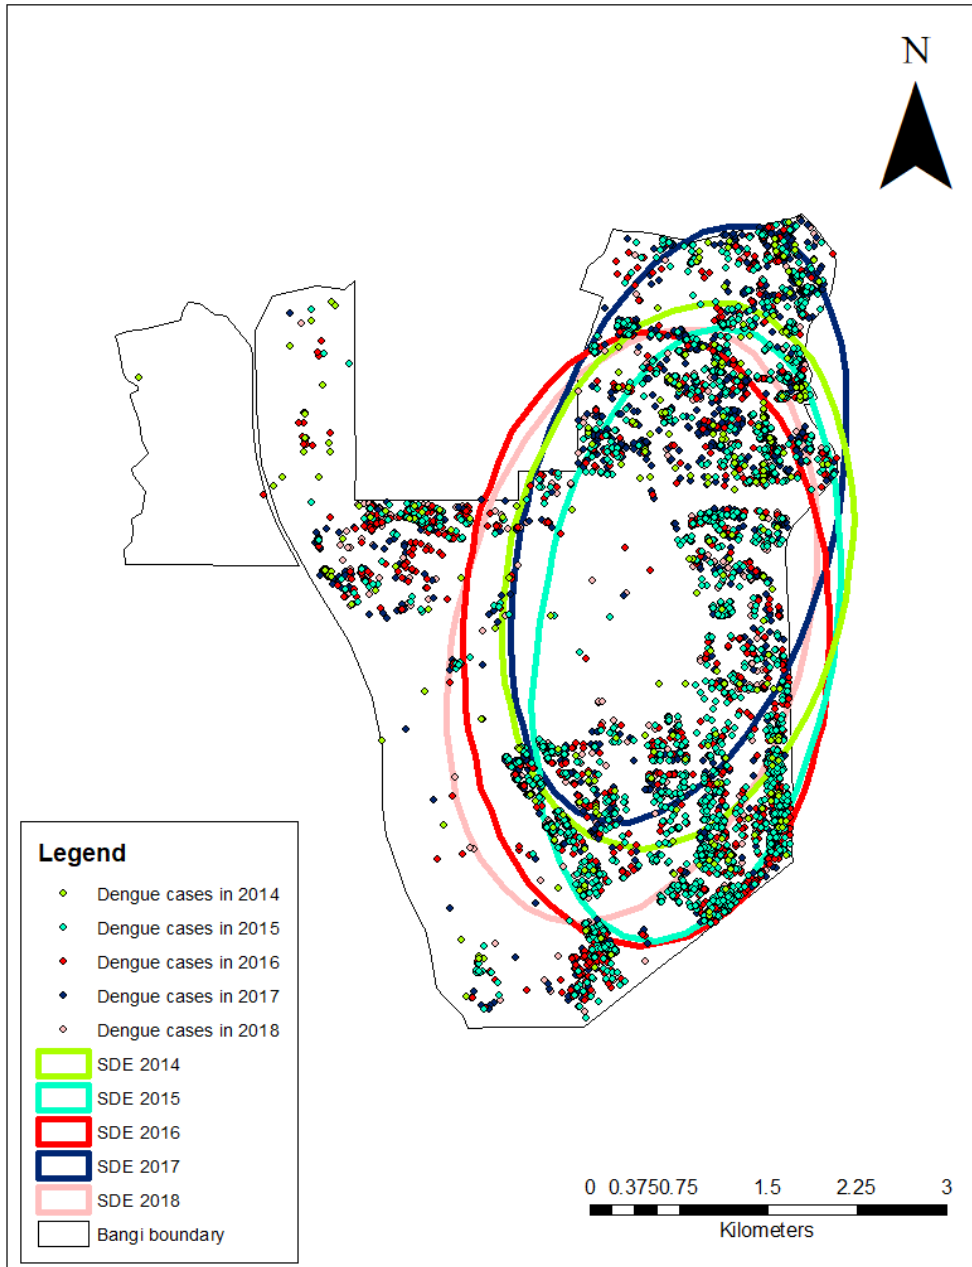 N
Legend
Dengue cases in 2014
Dengue cases in 2015
Dengue cases in 2016
Dengue cases in 2017
Dengue cases in 2018
SDE 2014
SDE 2015
SDE 2016
SDE 2017
SDE 2018
Bangi boundary
0 0.3750.75 1.5 2.25 3
Kilometers